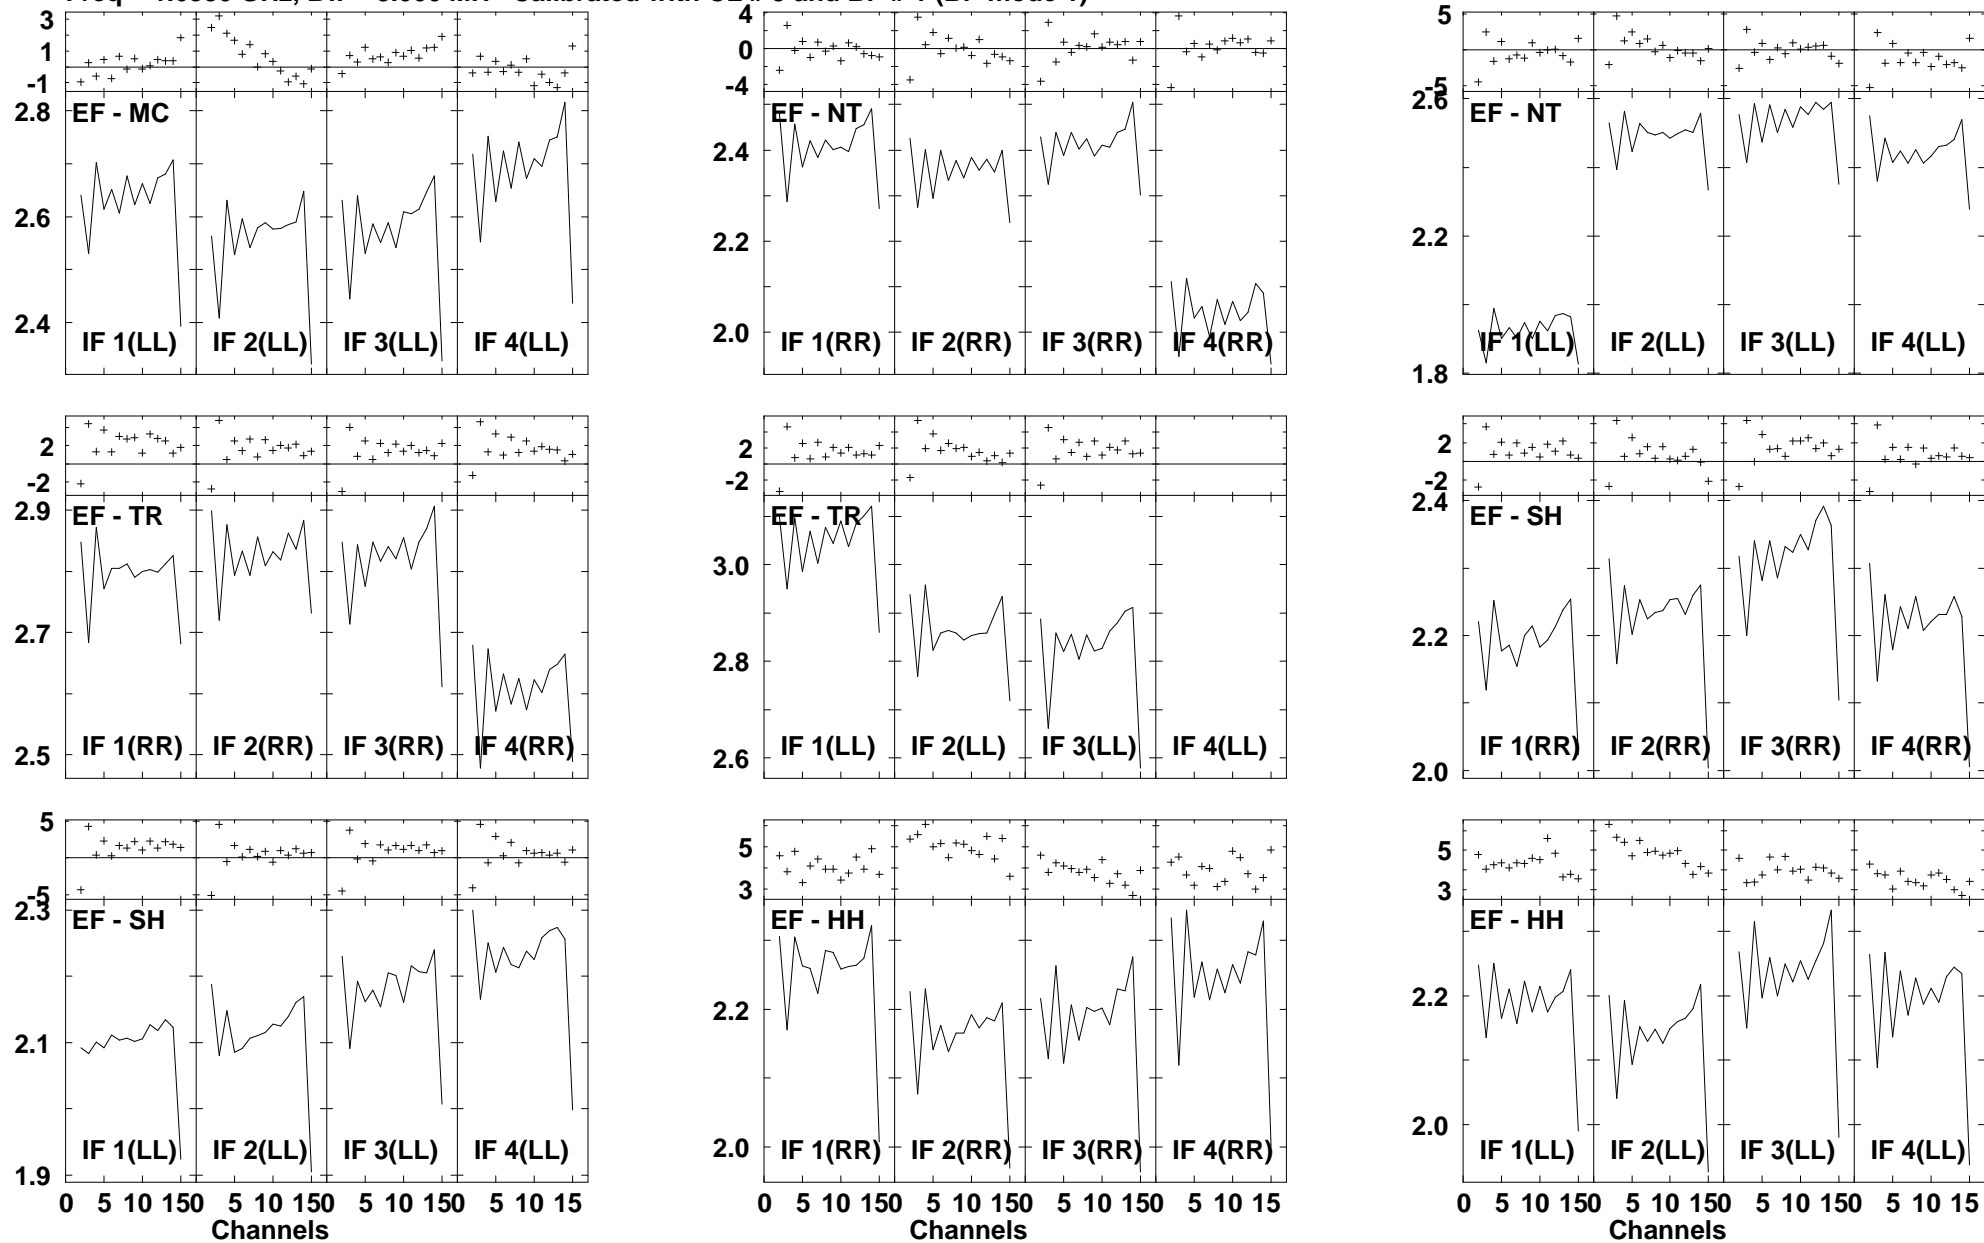 3 1 -1 4 0 -4 5 -5
2.8 EF - MC EF - NT 2.6 EF - NT
2.4
2.6 2.2 2.2
2.4 IF 1(LL) IF 2(LL) IF 3(LL) IF 4(LL) 2.0 IF 1(RR) IF 2(RR) IF 3(RR) IF 4(RR) IF 1(LL) IF 2(LL) IF 3(LL) IF 4(LL)
1.8
2 -2 2 -2 2 -2
2.9 EF - TR EF - TR 2.4 EF - SH
3.0
2.7 2.8 2.2
2.5 IF 1(RR) IF 2(RR) IF 3(RR) IF 4(RR) 2.6 IF 1(LL) IF 2(LL) IF 3(LL) IF 4(LL) 2.0 IF 1(RR) IF 2(RR) IF 3(RR) IF 4(RR)
5 -5 5 3 5 3
2.3 EF - SH EF - HH EF - HH
2.1 2.2 2.2
1.9 IF 1(LL) IF 2(LL) IF 3(LL) IF 4(LL) 2.0 IF 1(RR) IF 2(RR) IF 3(RR) IF 4(RR) 2.0 IF 1(LL) IF 2(LL) IF 3(LL) IF 4(LL)
0 5 10 150 5 10 150 5 10 150 5 10 15 0 5 10 150 5 10 150 5 10 150 5 10 15 0 5 10 150 5 10 150 5 10 150 5 10 15
Channels Channels Channels